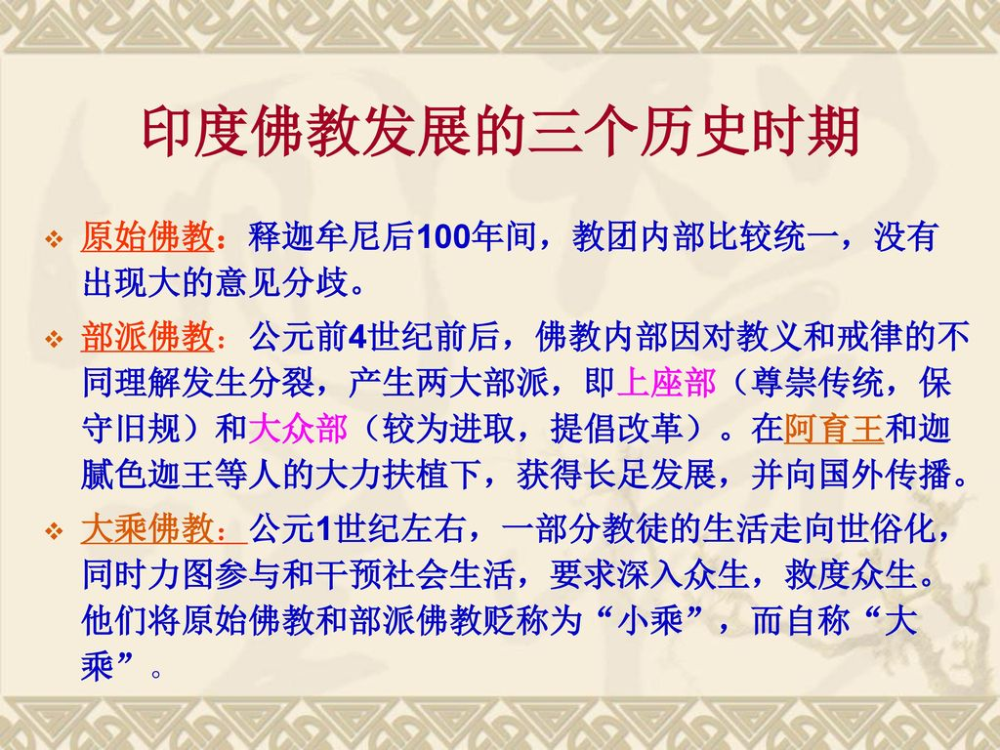 印度佛教发展的三个历史时期
原始佛教：释迦牟尼后100年间，教团内部比较统一，没有
出现大的意见分歧。
部派佛教：公元前4世纪前后，佛教内部因对教义和戒律的不
同理解发生分裂，产生两大部派，即上座部（尊崇传统，保
守旧规）和大众部（较为进取，提倡改革）。在阿育王和迦
腻色迦王等人的大力扶植下，获得长足发展，并向国外传播。
大乘佛教：公元1世纪左右，一部分教徒的生活走向世俗化，
同时力图参与和干预社会生活，要求深入众生，救度众生。
他们将原始佛教和部派佛教贬称为“小乘”，而自称“大
乘”。